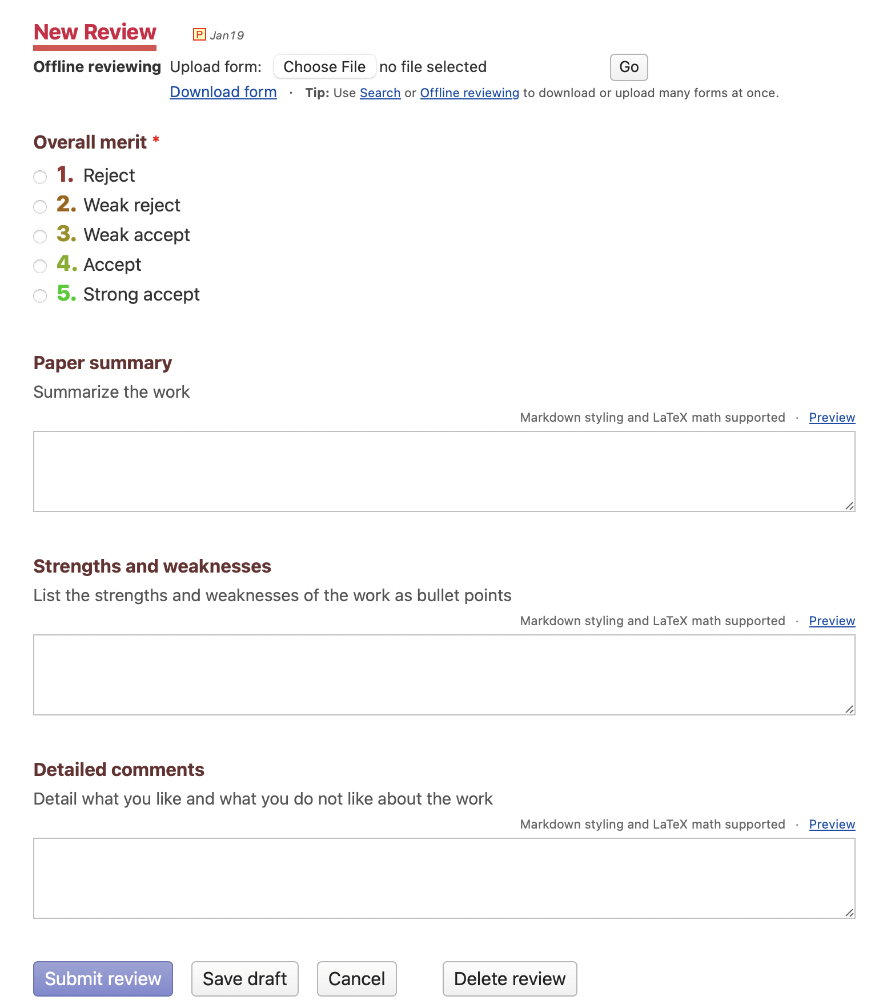 New Review P Jan19
Offline reviewing Upload form: Choose File no file selected Go
Download form · Tip: Use Search or Offline reviewing to download or upload many forms at once.
Overall merit *
1. Reject
2. Weak reject
3. Weak accept
4. Accept
5. Strong accept
Paper summary
Summarize the work
Markdown styling and LaTeX math supported · Preview
Strengths and weaknesses
List the strengths and weaknesses of the work as bullet points
Markdown styling and LaTeX math supported · Preview
Detailed comments
Detail what you like and what you do not like about the work
Markdown styling and LaTeX math supported · Preview
Submit review Save draft Cancel Delete review